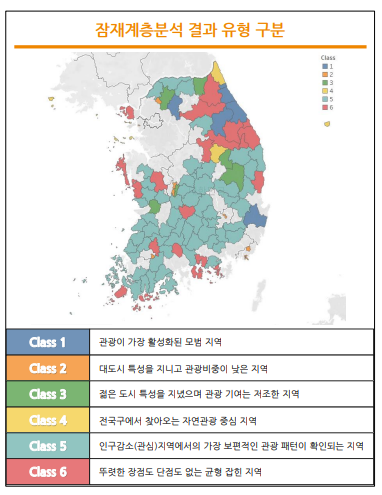 잠재계층분석 결과 유형 구분
Class
1
2
3
4
5
6
Class 1
관광이 가장 활성화된 모범 지역
Class 2
대도시 특성을 지니고 관광비중이 낮은 지역
Class 3
젊은 도시 특성을 지녔으며 관광 기여는 저조한 지역
Class 4
전국구에서 찾아오는 자연관광 중심 지역
Class 5
인구감소(관심)지역에서의 가장 보편적인 관광 패턴이 확인되는 지역
Class 6
뚜렷한 장점도 단점도 없는 균형 잡힌 지역